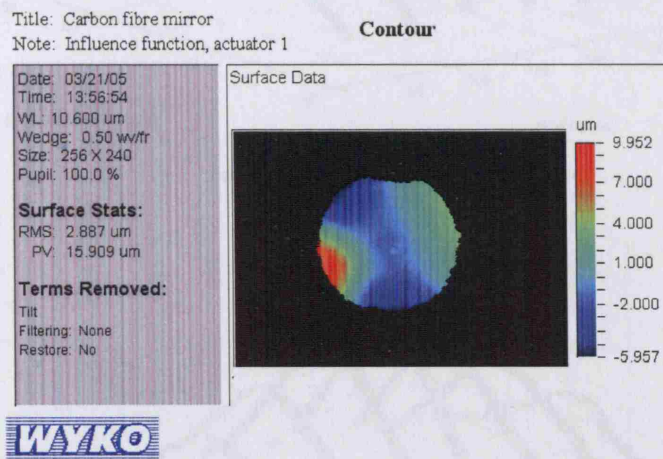 Title: Carbon fibre mirror
Note: Influence function, actuator 1
Contour
Date: 03/21/05
Time: 13:56:54
WL: 10.600 um
Wedge: 0.50 wv/fr
Size: 256 X 240
Pupil: 100.0 %
Surface Stats:
RMS: 2.887 um
PV: 15.909 um
Terms Removed:
Tilt
Filtering: None
Restore: No
Surface Data
um
9.952
7.000
4.000
1.000
-2.000
-5.957
WYKO